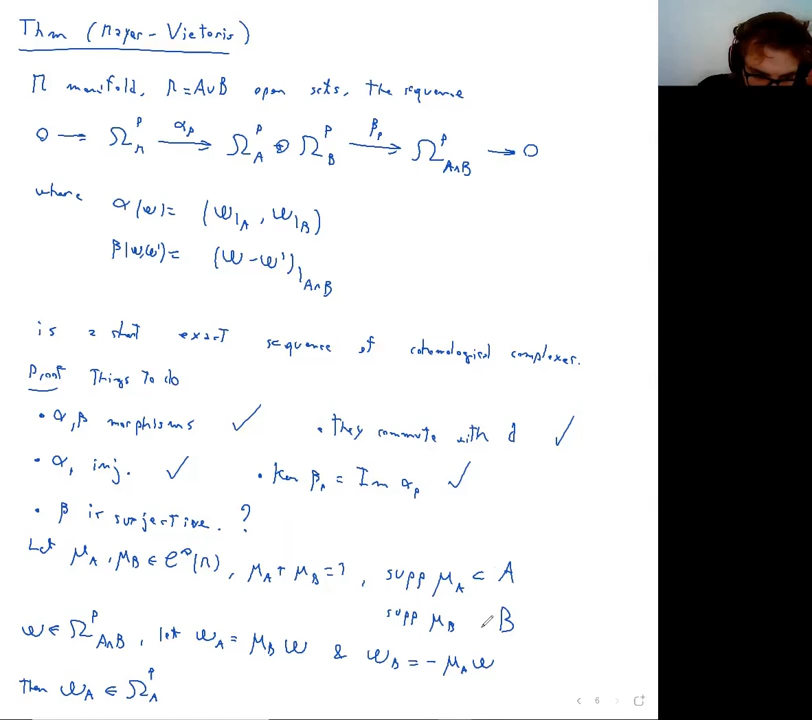 Thm (Mayer-Vietoris)
M manifold, M = A∪B open sets, the sequence
0 → Ω^p_M →^{α_p} Ω^p_A ⊕ Ω^p_B →^{β_p} Ω^p_{A∩B} → 0
where α(ω) = (ω|_A, ω|_B)
β(ω,ω') = (ω - ω')|_{A∩B}
is a short exact sequence of cohomological complexes.
Proof Things to do
• α, β morphisms ✓ • they commute with d ✓
• α, inj. ✓ • Ker β_p = Im α_p ✓
• β is surjective. ?
Let μ_A, μ_B ∈ C^∞(M), μ_A + μ_B = 1, supp μ_A ⊂ A
supp μ_B B
ω ∈ Ω^p_{A∩B}, let ω_A = μ_B ω & ω_B = - μ_A ω
Then ω_A ∈ Ω^p_A
6